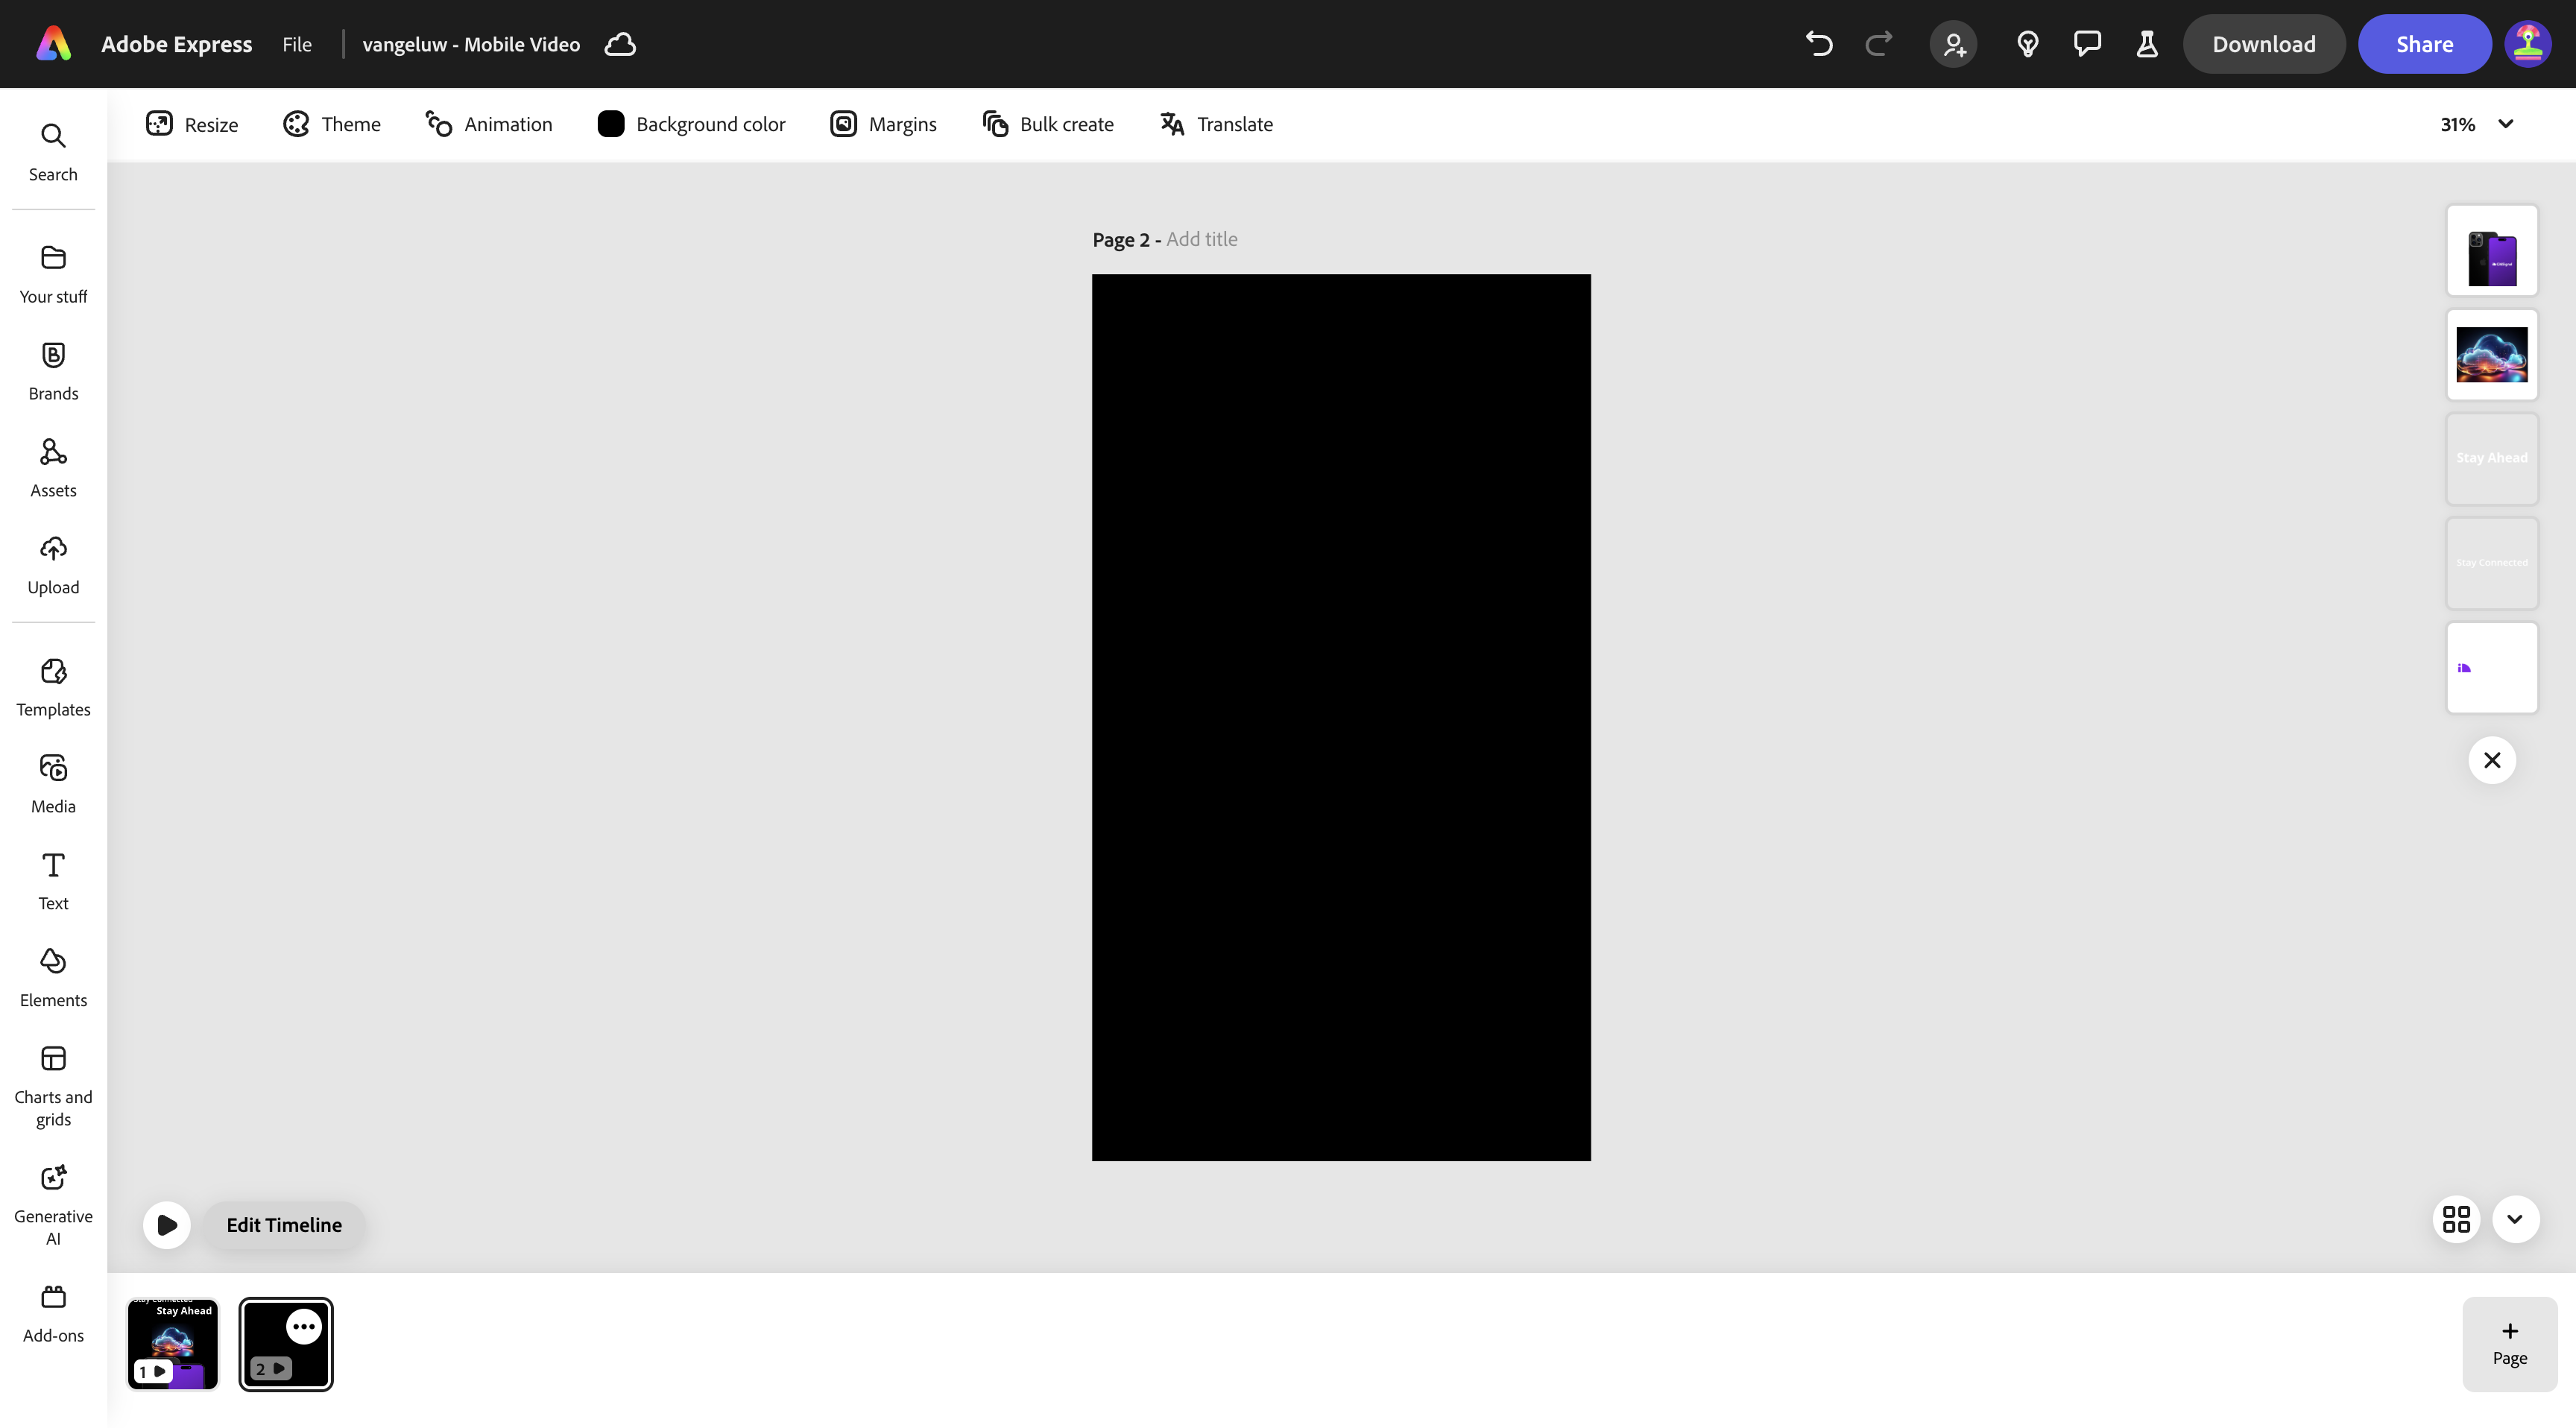 Adobe Express File vangeluw - Mobile Video Download Share
Resize Theme Animation Background color Margins Bulk create Translate 31%
Search
Your stuff
Brands
Assets
Upload
Templates
Media
Text
Elements
Charts and
grids
Generative
AI
Add-ons
Page 2 - Add title
Stay Ahead
Stay Connected
Edit Timeline
Stay Connected
Stay Ahead
1
2
Page